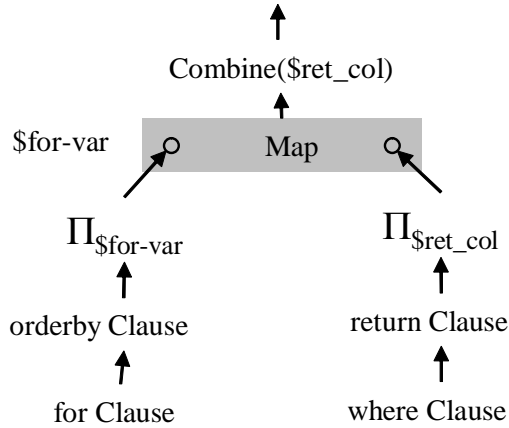 Combine($ret_col)
$for-var Map
Π$for-var Π$ret_col
orderby Clause return Clause
for Clause where Clause